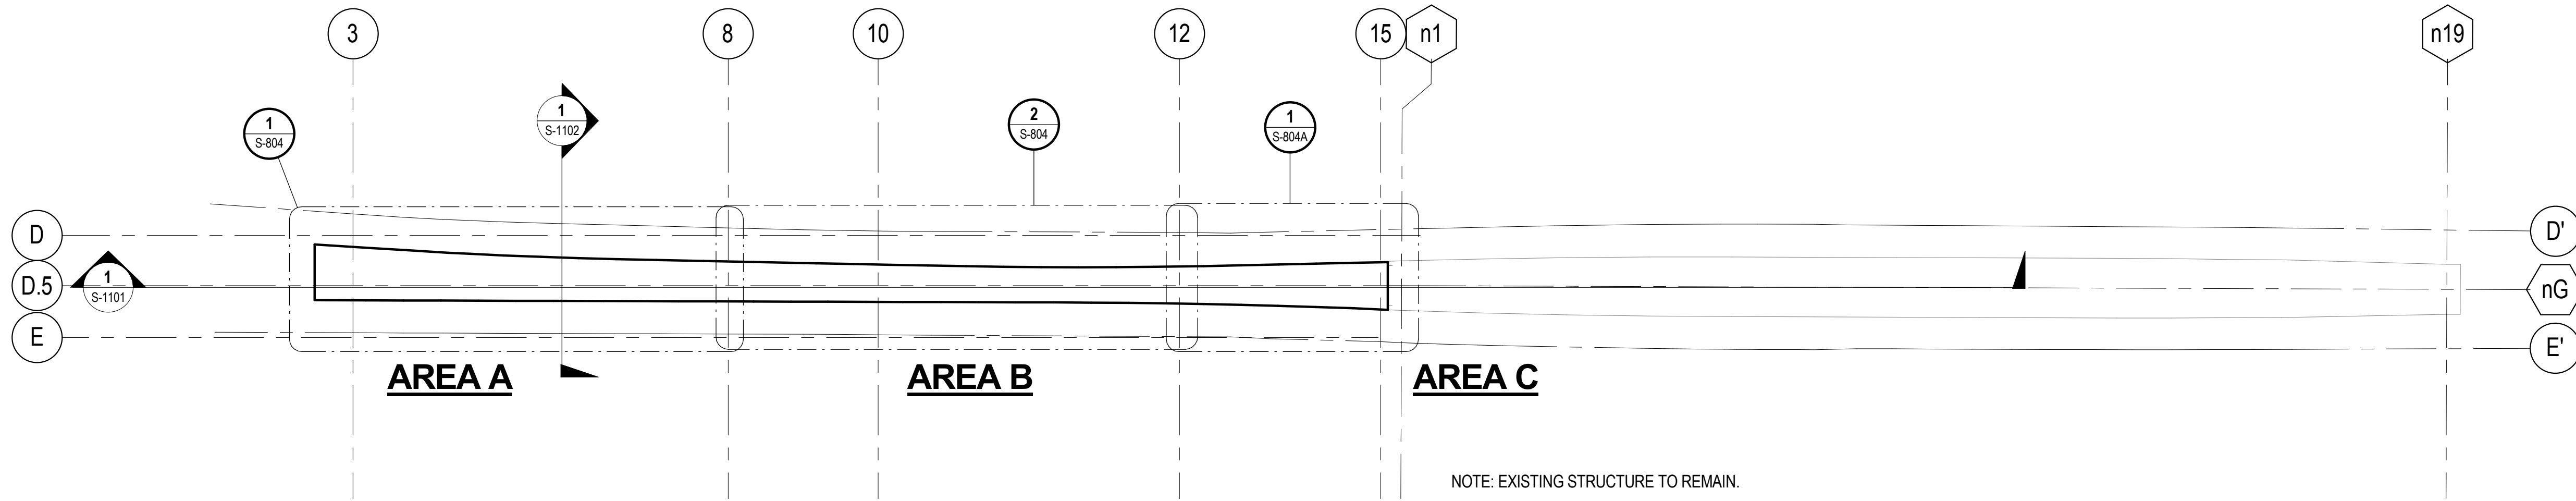 3
8
10
12
15
n1
n19
1
S-1102
2
S-804
1
S-804A
1
S-804
D
D'
D.5
1
S-1101
nG
E
E'
AREA A
AREA B
AREA C
NOTE: EXISTING STRUCTURE TO REMAIN.